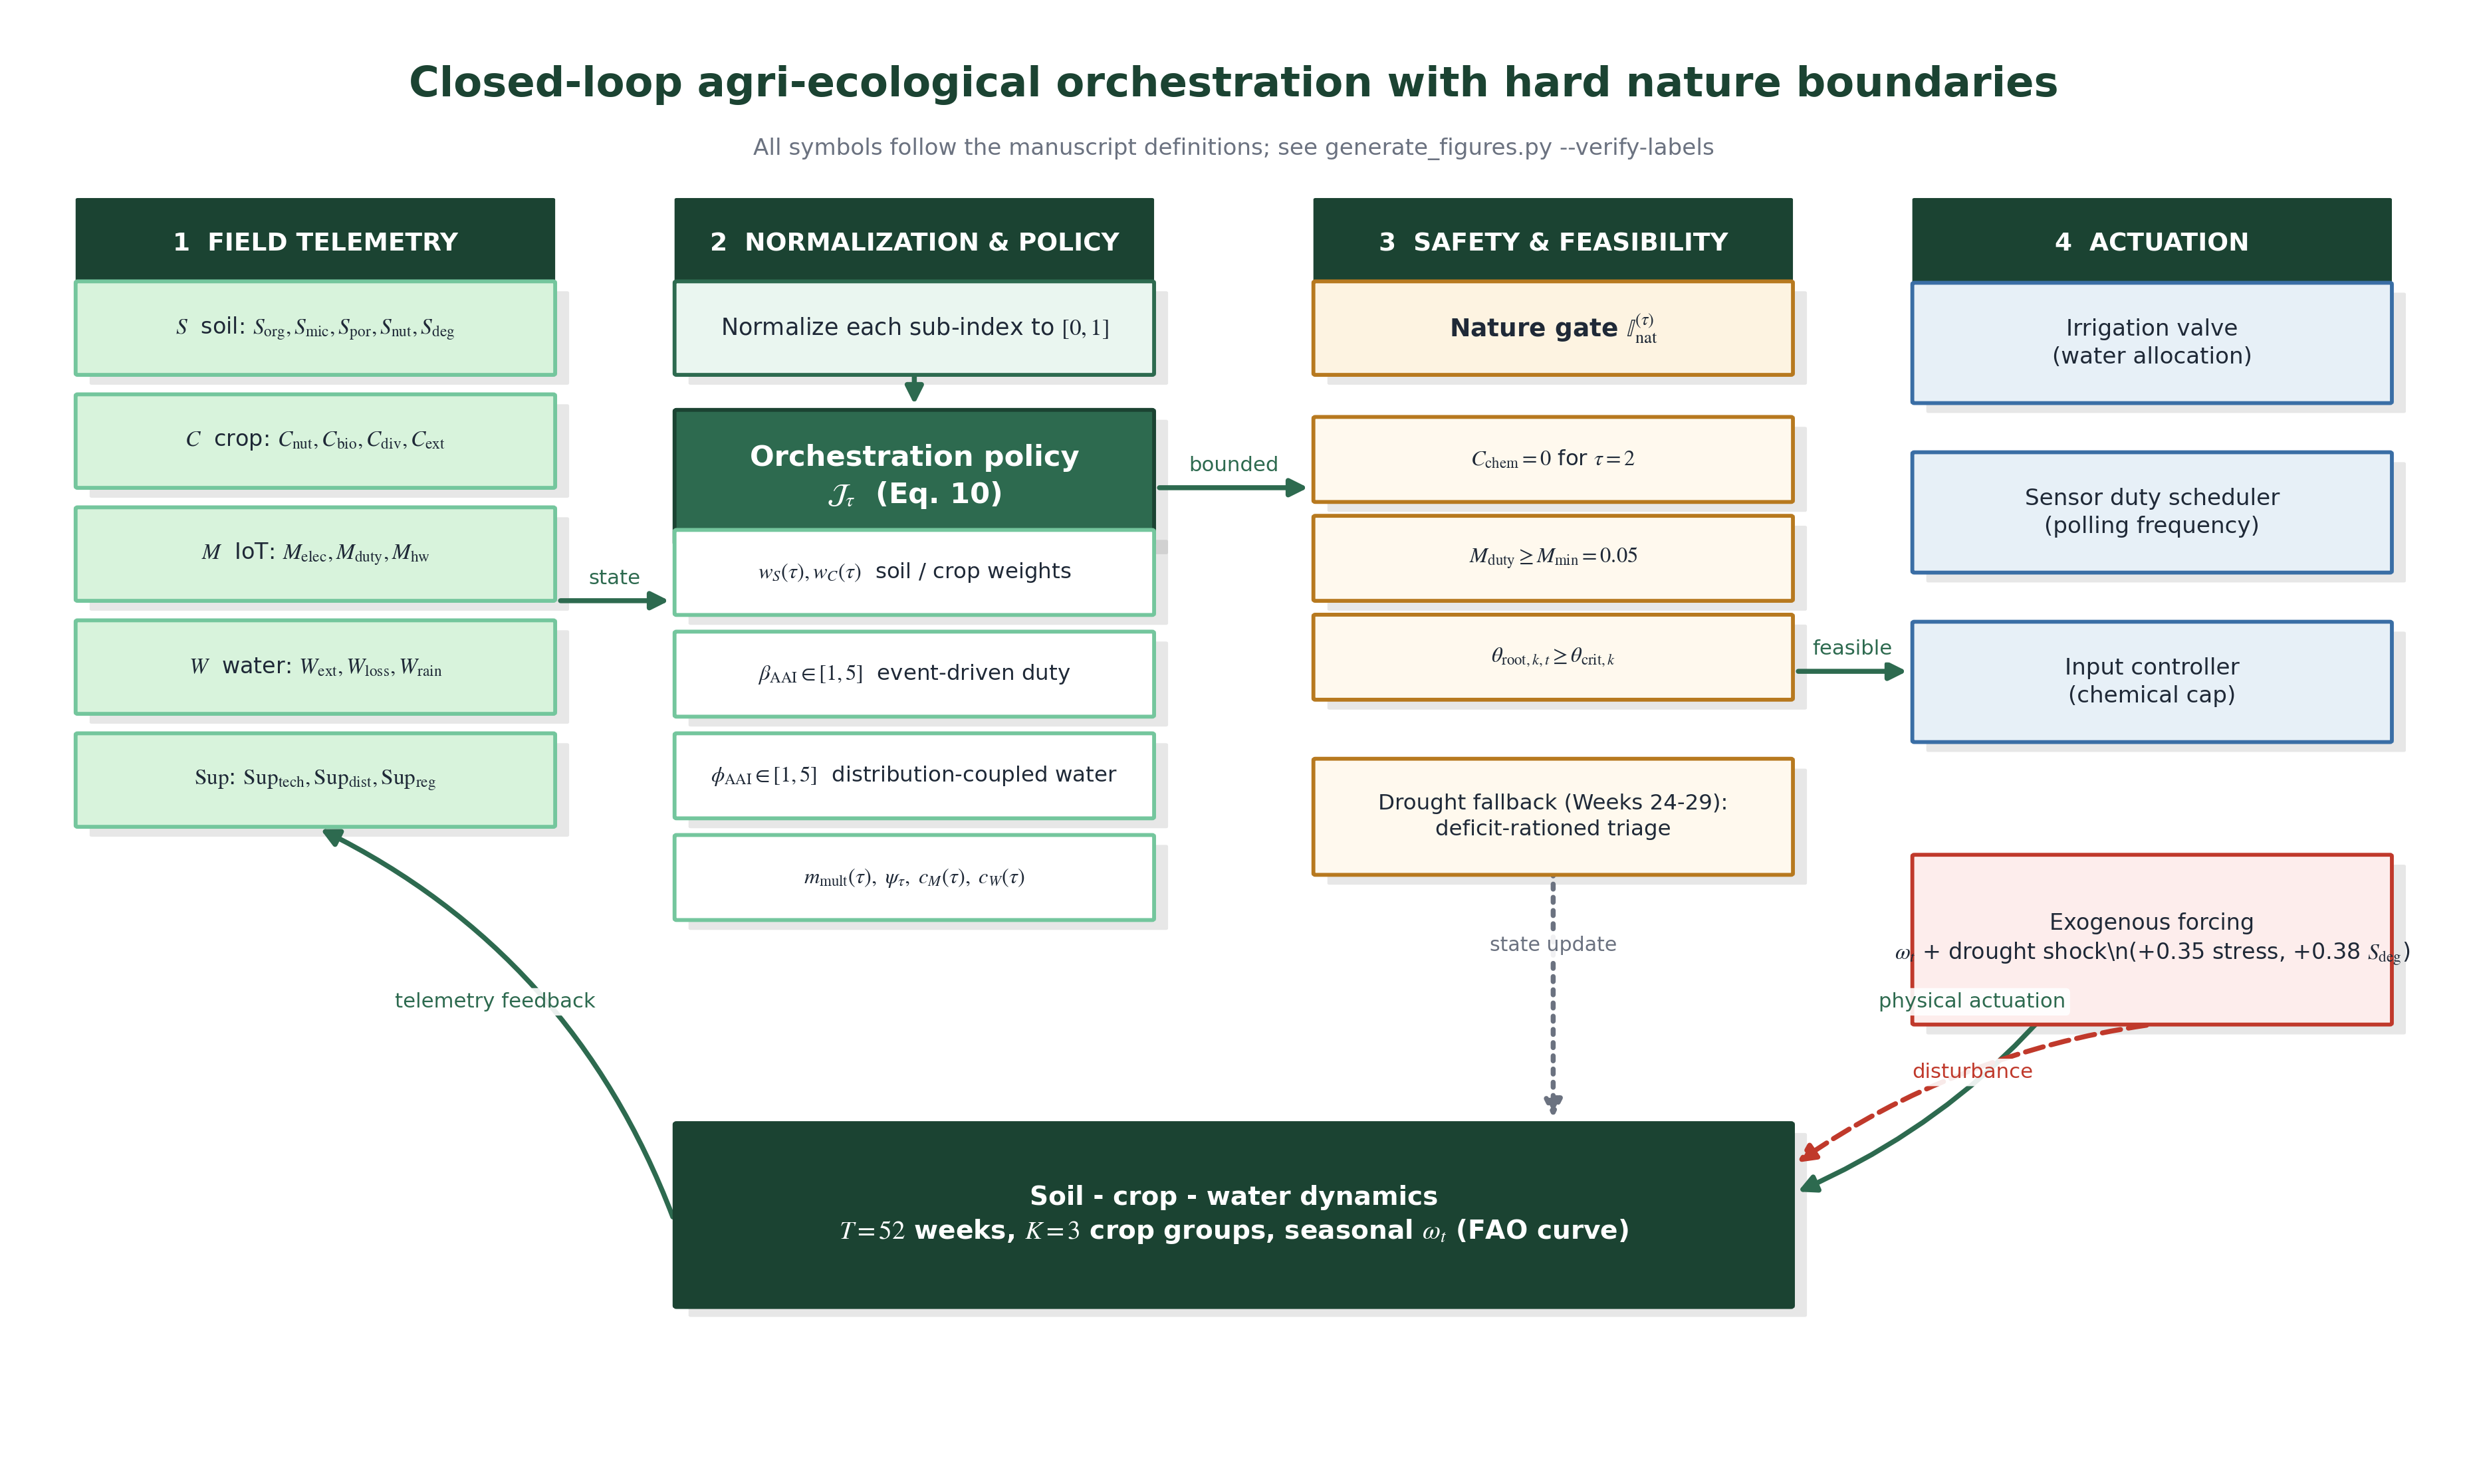 Closed-loop agri-ecological orchestration with hard nature boundaries
All symbols follow the manuscript definitions; see generate_figures.py --verify-labels
1 FIELD TELEMETRY
S soil: S_org, S_mic, S_por, S_nut, S_deg
C crop: C_nut, C_bio, C_div, C_ext
M IoT: M_elec, M_duty, M_hw
W water: W_ext, W_loss, W_rain
Sup: Sup_tech, Sup_dist, Sup_reg
state
2 NORMALIZATION & POLICY
Normalize each sub-index to [0, 1]
Orchestration policy
𝒥_τ (Eq. 10)
w_S(τ), w_C(τ) soil / crop weights
β_AAI ∈ [1, 5] event-driven duty
ϕ_AAI ∈ [1, 5] distribution-coupled water
m_mult(τ), ψ_τ, c_M(τ), c_W(τ)
bounded
3 SAFETY & FEASIBILITY
Nature gate 𝕀_nat^(τ)
C_chem = 0 for τ = 2
M_duty ≥ M_min = 0.05
θ_root, k, t ≥ θ_crit, k
Drought fallback (Weeks 24-29):
deficit-rationed triage
feasible
4 ACTUATION
Irrigation valve
(water allocation)
Sensor duty scheduler
(polling frequency)
Input controller
(chemical cap)
Exogenous forcing
ω_t + drought shock\n(+0.35 stress, +0.38 S_deg)
state update
telemetry feedback
physical actuation
disturbance
Soil - crop - water dynamics
T = 52 weeks, K = 3 crop groups, seasonal ω_t (FAO curve)